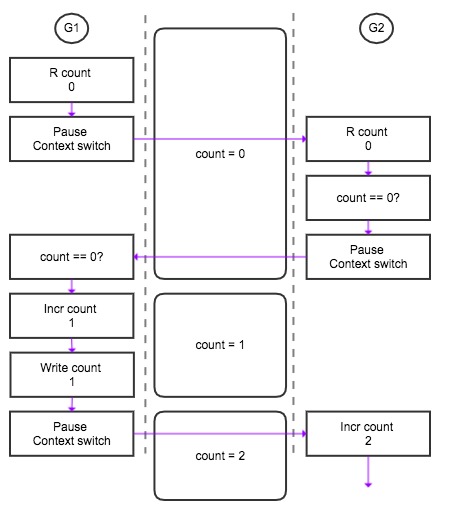 G1
G2
R count
0
Pause
Context switch
count = 0
R count
0
count == 0?
count == 0?
Pause
Context switch
Incr count
1
count = 1
Write count
1
Pause
Context switch
count = 2
Incr count
2